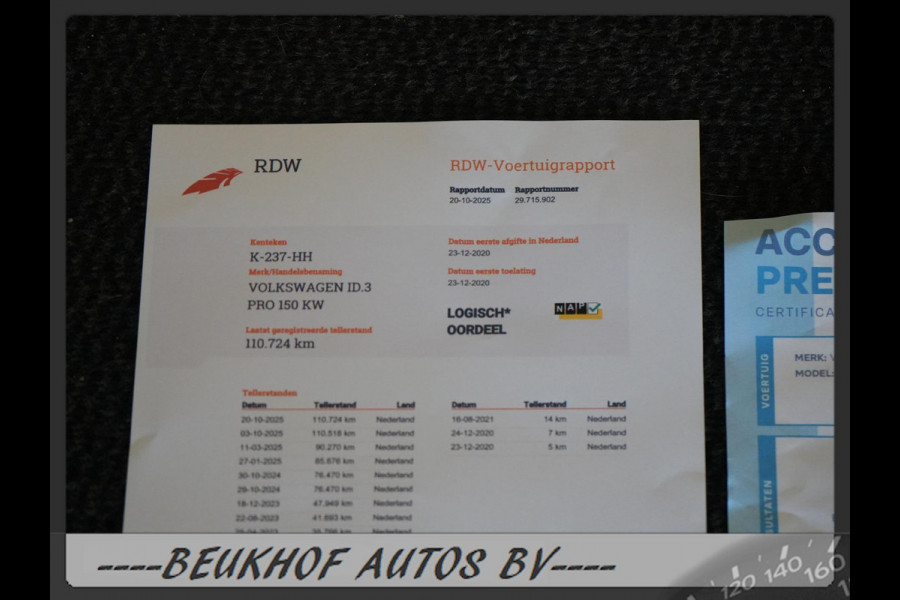 RDW
RDW-Voertuigrapport
Rapportdatum Rapportnummer
20-10-2025 29.715.902
Kenteken
K-237-HH
Merk/Handelsbenaming
VOLKSWAGEN ID.3
PRO 150 KW
Laatst geregistreerde tellerstand
110.724 km
Datum eerste afgifte in Nederland
23-12-2020
Datum eerste toelating
23-12-2020
LOGISCH*
OORDEEL
NAP
Tellerstanden
Datum Tellerstand Land
20-10-2025 110.724 km Nederland
03-10-2025 110.518 km Nederland
11-03-2025 90.270 km Nederland
27-01-2025 85.678 km Nederland
30-10-2024 76.470 km Nederland
28-10-2024 76.470 km Nederland
18-12-2023 47.949 km Nederland
22-08-2023 41.693 km Nederland
Datum Tellerstand Land
16-08-2021 14 km Nederland
24-12-2020 7 km Nederland
23-12-2020 5 km Nederland
ACC
PRE
CERTIFICA
VOERTUIG
MERK: V
MODEL:
SULTATEN
----BEUKHOF AUTOS BV----
120 140 160